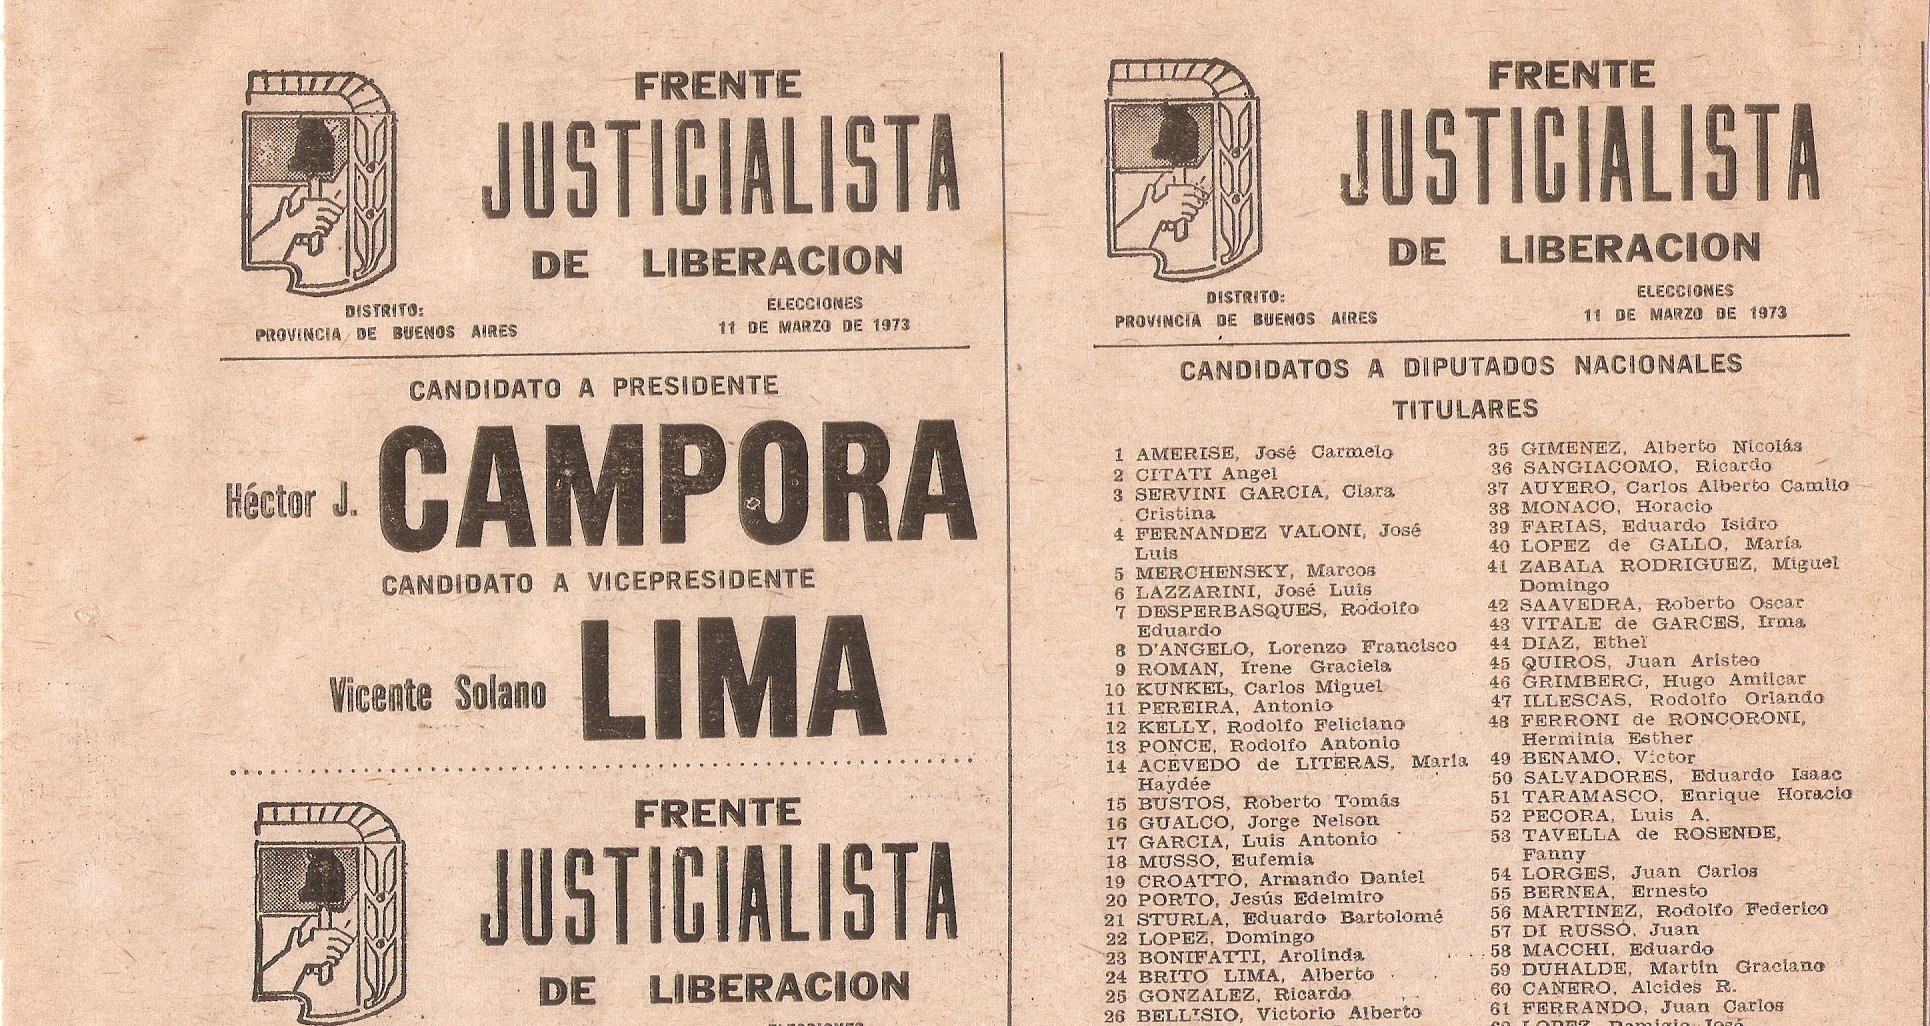 FRENTE
JUSTICIALISTA
DE LIBERACION
DISTRITO:
PROVINCIA DE BUENOS AIRES
ELECCIONES
11 DE MARZO DE 1973
CANDIDATO A PRESIDENTE
Héctor J. CAMPORA
CANDIDATO A VICEPRESIDENTE
Vicente Solano LIMA
FRENTE
JUSTICIALISTA
DE LIBERACION
ELECCIONES
FRENTE
JUSTICIALISTA
DE LIBERACION
DISTRITO:
PROVINCIA DE BUENOS AIRES
ELECCIONES
11 DE MARZO DE 1973
CANDIDATOS A DIPUTADOS NACIONALES
TITULARES
1 AMERISE, José Carmelo
2 CITATI Angel
3 SERVINI GARCIA, Clara
Cristina
4 FERNANDEZ VALONI, José
Luis
5 MERCHENSKY, Marcos
6 LAZZARINI, José Luis
7 DESPERBASQUES, Rodolfo
Eduardo
8 D'ANGELO, Lorenzo Francisco
9 ROMAN, Irene Graciela
10 KUNKEL, Carlos Miguel
11 PEREIRA, Antonio
12 KELLY, Rodolfo Feliciano
13 PONCE, Rodolfo Antonio
14 ACEVEDO de LITERAS, María
Haydée
15 BUSTOS, Roberto Tomás
16 GUALCO, Jorge Nelson
17 GARCIA, Luis Antonio
18 MUSSO, Eufemia
19 CROATTO, Armando Daniel
20 PORTO, Jesús Edelmiro
21 STURLA, Eduardo Bartolomé
22 LOPEZ, Domingo
23 BONIFATTI, Arolinda
24 BRITO LIMA, Alberto
25 GONZALEZ, Ricardo
26 BELLISIO, Victorio Alberto
35 GIMENEZ, Alberto Nicolás
36 SANGIACOMO, Ricardo
37 AUYERO, Carlos Alberto Camilo
38 MONACO, Horacio
39 FARIAS, Eduardo Isidro
40 LOPEZ de GALLO, María
41 ZABALA RODRIGUEZ, Miguel
Domingo
42 SAAVEDRA, Roberto Oscar
43 VITALE de GARCES, Irma
44 DIAZ, Ethel
45 QUIROS, Juan Aristeo
46 GRIMBERG, Hugo Amilcar
47 ILLESCAS, Rodolfo Orlando
48 FERRONI de RONCORONI,
Herminia Esther
49 BENAMO, Víctor
50 SALVADORES, Eduardo Isaac
51 TARAMASCO, Enrique Horacio
52 PECORA, Luis A.
53 TAVELLA de ROSENDE,
Fanny
54 LORGES, Juan Carlos
55 BERNEA, Ernesto
56 MARTINEZ, Rodolfo Federico
57 DI RUSSO, Juan
58 MACCHI, Eduardo
59 DUHALDE, Martín Graciano
60 CANERO, Alcides R.
61 FERRANDO, Juan Carlos
62 LOPEZ, Remigio José